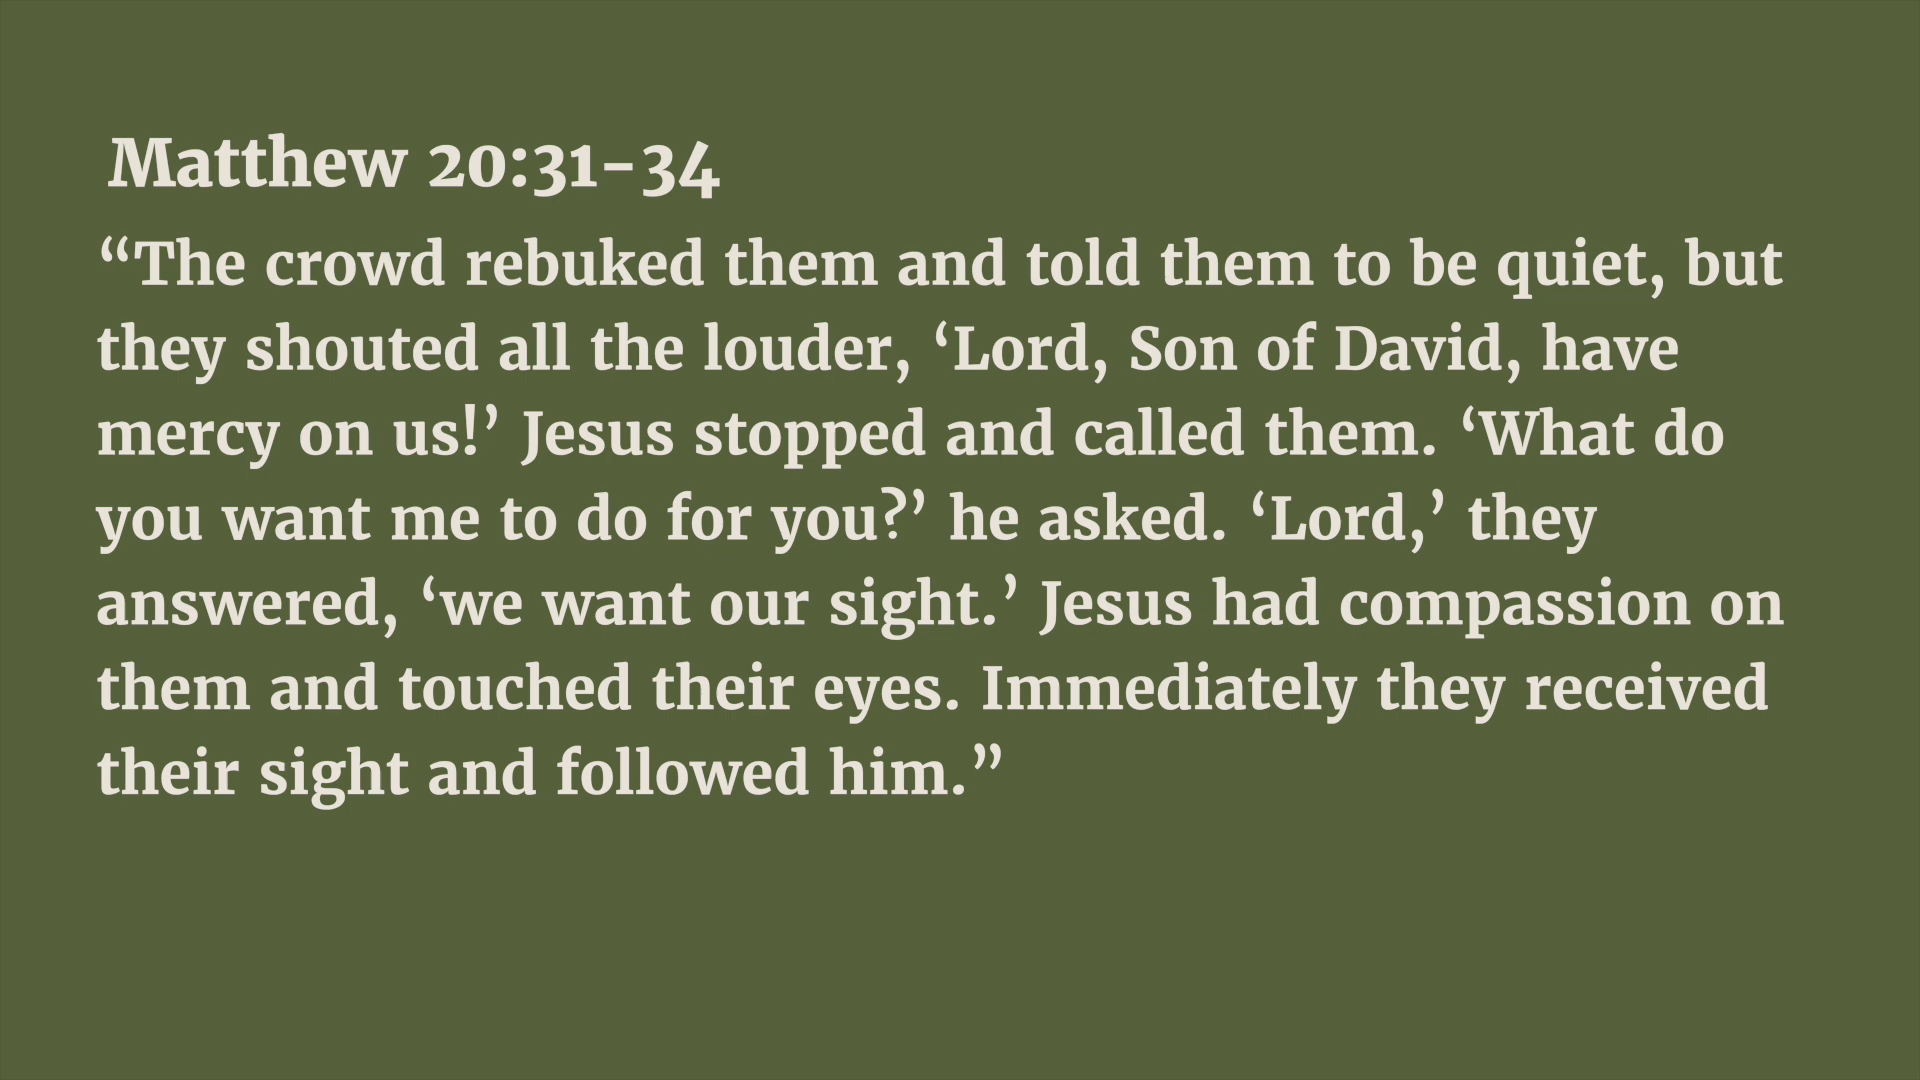 Matthew 20:31-34
“The crowd rebuked them and told them to be quiet, but
they shouted all the louder, ‘Lord, Son of David, have
mercy on us!’ Jesus stopped and called them. ‘What do
you want me to do for you?’ he asked. ‘Lord,’ they
answered, ‘we want our sight.’ Jesus had compassion on
them and touched their eyes. Immediately they received
their sight and followed him.”